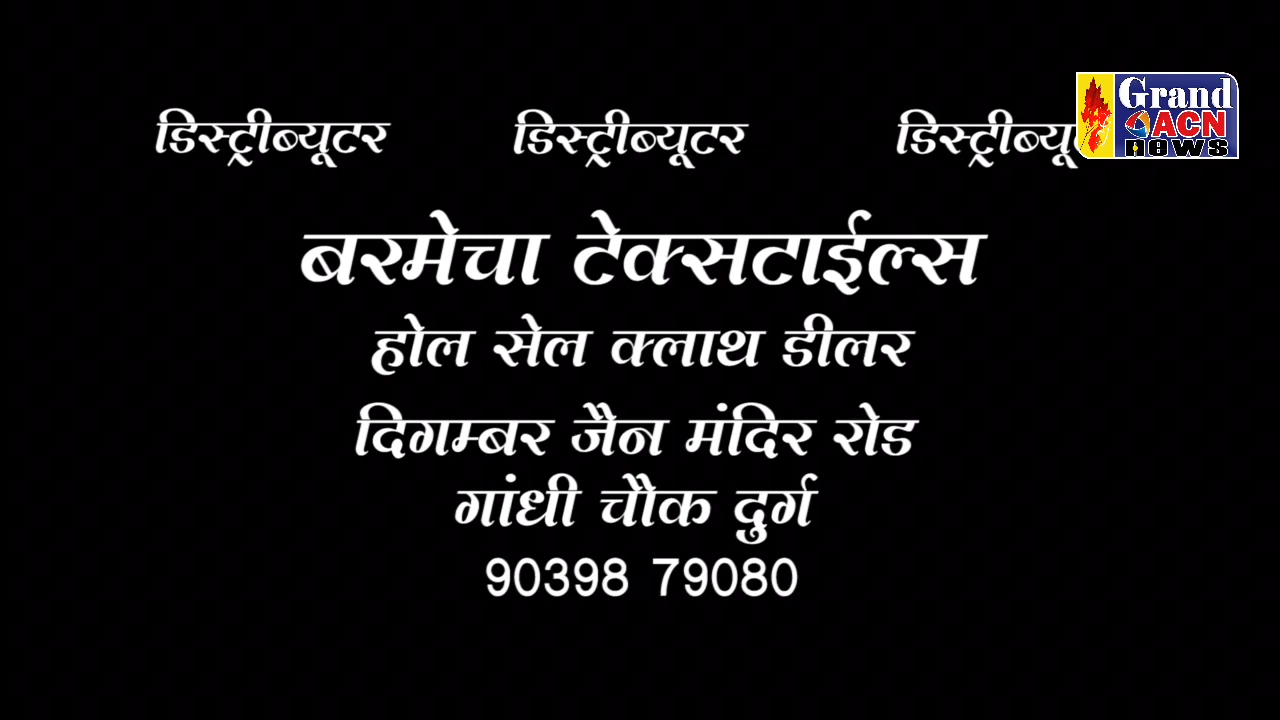 डिस्ट्रीब्यूटर डिस्ट्रीब्यूटर
Grand
ACN
news
बरमेचा टेक्सटाईल्स
होल सेल क्लाथ डीलर
दिगम्बर जैन मंदिर रोड
गांधी चौक दुर्ग
90398 79080